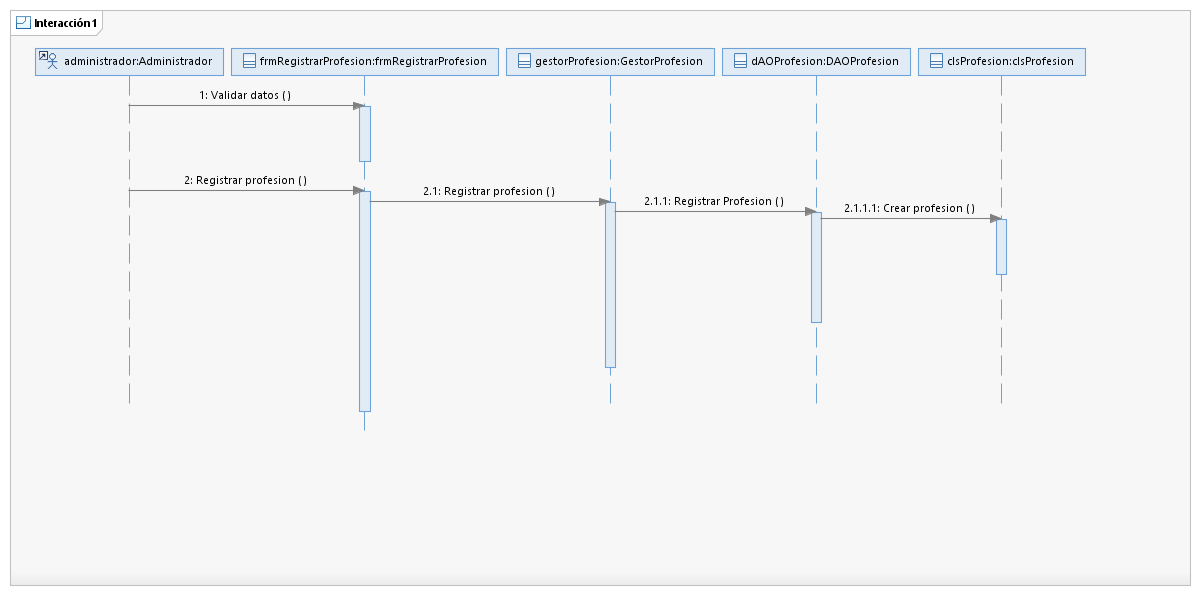 Interacción1
administrador:Administrador
frmRegistrarProfesion:frmRegistrarProfesion
gestorProfesion:GestorProfesion
dAOProfesion:DAOProfesion
clsProfesion:clsProfesion
1: Validar datos ( )
2: Registrar profesion ( )
2.1: Registrar profesion ( )
2.1.1: Registrar Profesion ( )
2.1.1.1: Crear profesion ( )